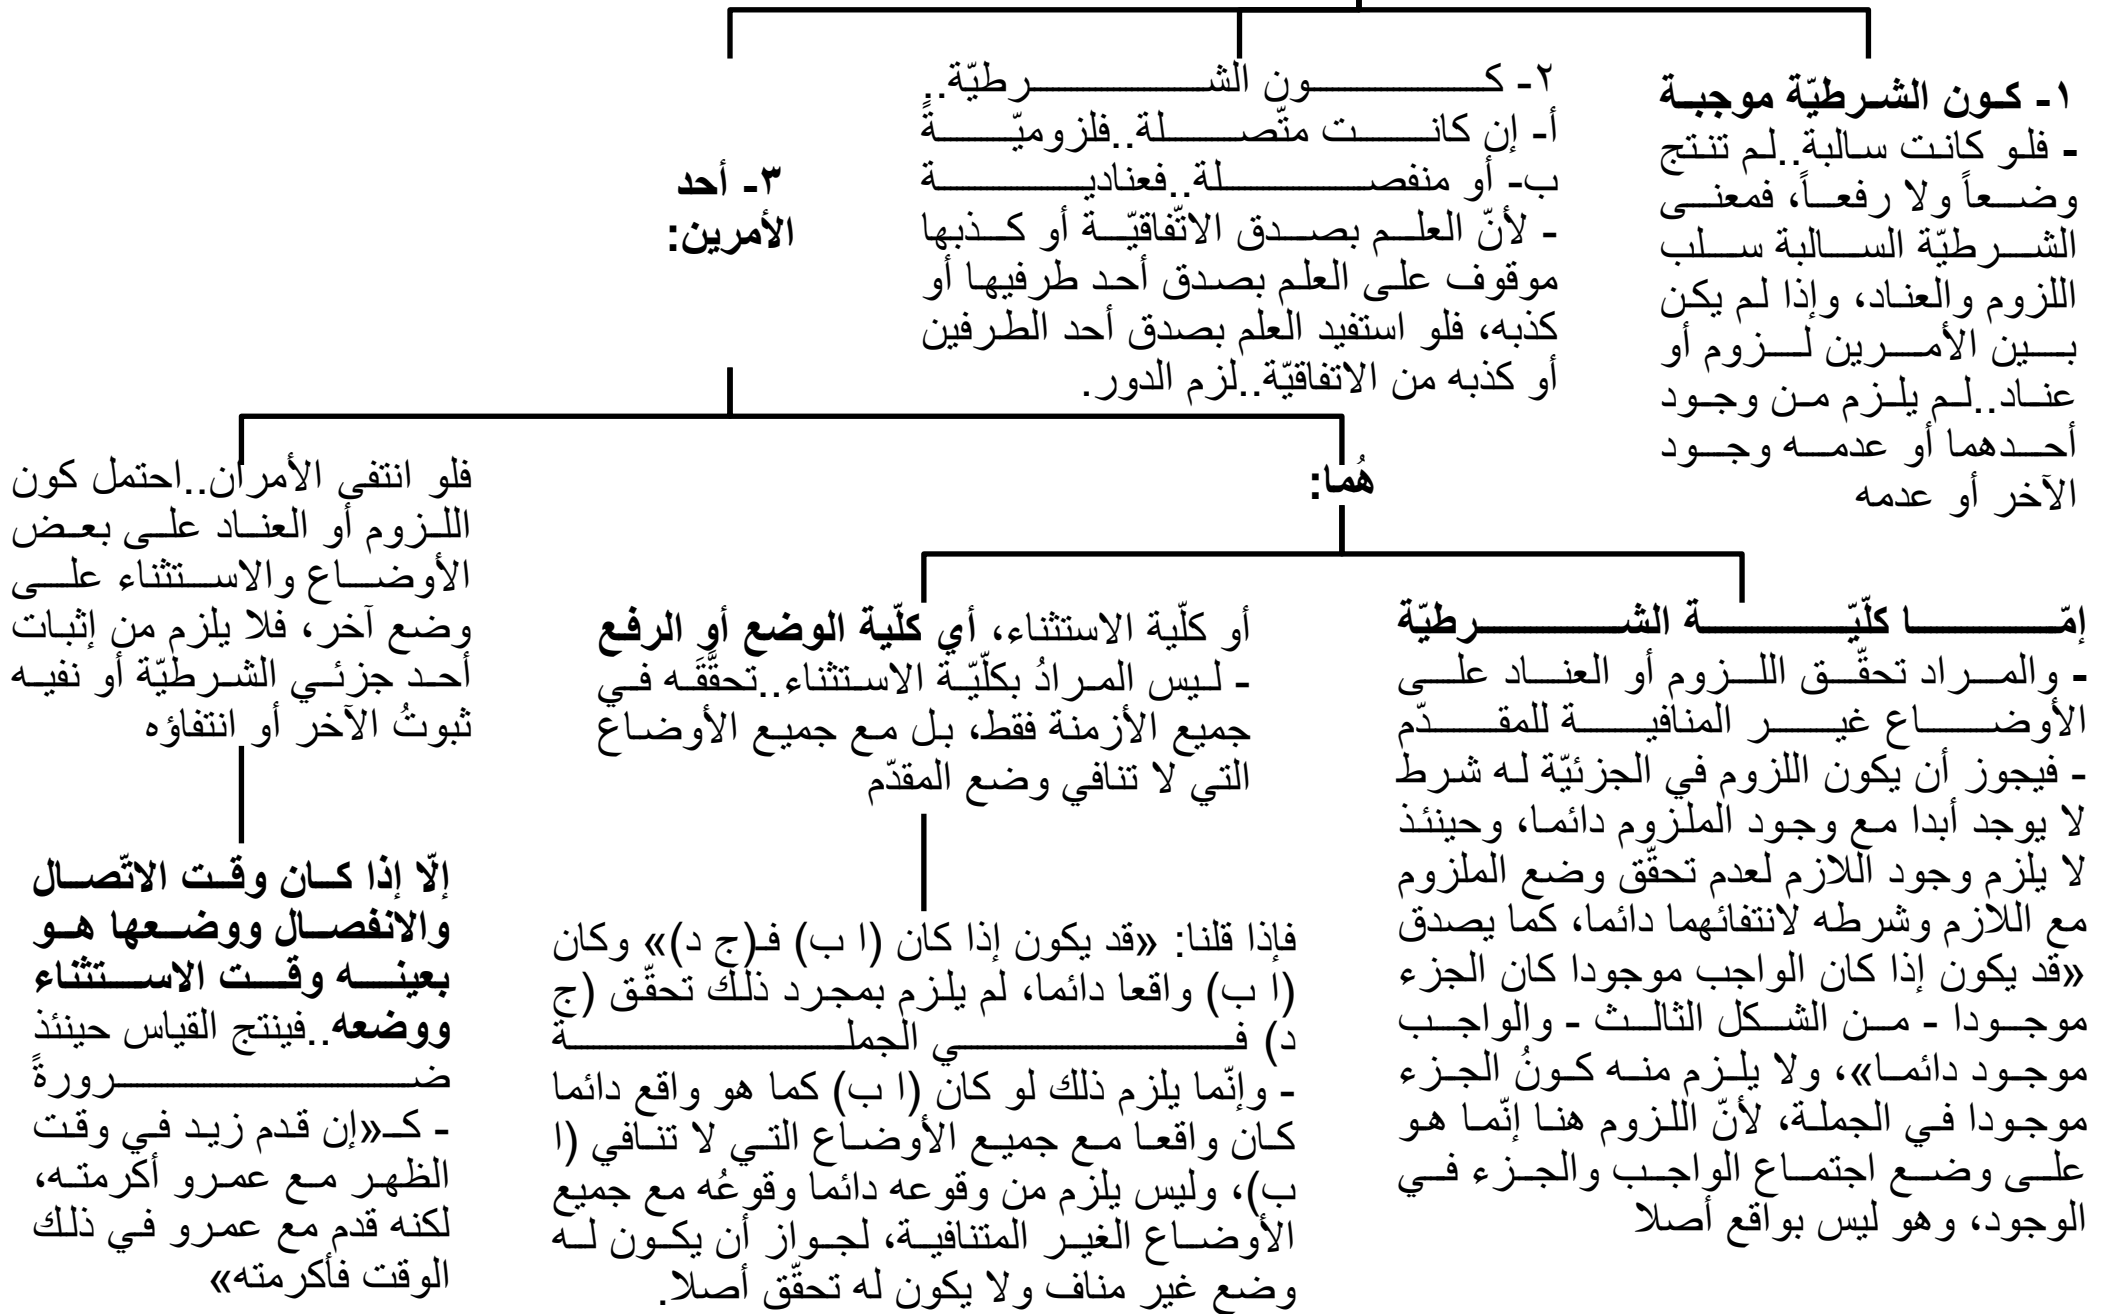 ١- كون الشرطيّة موجبة
- فلو كانت سالبة..لم تنتج
وضعاً ولا رفعاً، فمعنى
الشرطيّة السالبة سلب
اللزوم والعناد، وإذا لم يكن
بين الأمرين لزوم أو
عناد..لم يلزم من وجود
أحدهما أو عدمه وجود
الآخر أو عدمه
٢- كون الشرطيّة..
أ- إن كانت متّصلة..فلزوميّةً
ب- أو منفصلة..فعنادية
- لأنّ العلم بصدق الاتّفاقيّة أو كذبها
موقوف على العلم بصدق أحد طرفيها أو
كذبه، فلو استفيد العلم بصدق أحد الطرفين
أو كذبه من الاتفاقيّة..لزم الدور.
٣- أحد
الأمرين:
هُما:
إمّا كلّيّة الشرطيّة
- والمراد تحقّق اللزوم أو العناد على
الأوضاع غير المنافية للمقدّم
- فيجوز أن يكون اللزوم في الجزئيّة له شرط
لا يوجد أبدا مع وجود الملزوم دائما، وحينئذ
لا يلزم وجود اللازم لعدم تحقّق وضع الملزوم
مع اللازم وشرطه لانتفائهما دائما، كما يصدق
«قد يكون إذا كان الواجب موجودا كان الجزء
موجودا - من الشكل الثالث - والواجب
موجود دائما»، ولا يلزم منه كونُ الجزء
موجودا في الجملة، لأنّ اللزوم هنا إنّما هو
على وضع اجتماع الواجب والجزء في
الوجود، وهو ليس بواقع أصلا
أو كلّية الاستثناء، أي كلّية الوضع أو الرفع
- ليس المرادُ بكلّيّة الاستثناء..تحقَّقَه في
جميع الأزمنة فقط، بل مع جميع الأوضاع
التي لا تنافي وضع المقدّم
فإذا قلنا: «قد يكون إذا كان (ا ب) فـ(ج د)» وكان
(ا ب) واقعا دائما، لم يلزم بمجرد ذلك تحقّق (ج
د) في الجملة
- وإنّما يلزم ذلك لو كان (ا ب) كما هو واقع دائما
كان واقعا مع جميع الأوضاع التي لا تنافي (ا
ب)، وليس يلزم من وقوعه دائما وقوعُه مع جميع
الأوضاع الغير المتنافية، لجواز أن يكون له
وضع غير مناف ولا يكون له تحقّق أصلا.
فلو انتفى الأمران..احتمل كون
اللزوم أو العناد على بعض
الأوضاع والاستثناء على
وضع آخر، فلا يلزم من إثبات
أحد جزئي الشرطيّة أو نفيه
ثبوتُ الآخر أو انتفاؤه
إلّا إذا كان وقت الاتّصال
والانفصال ووضعها هو
بعينه وقت الاستثناء
ووضعه..فينتج القياس حينئذ
ضرورةً
- كـ«إن قدم زيد في وقت
الظهر مع عمرو أكرمته،
لكنه قدم مع عمرو في ذلك
الوقت فأكرمته»